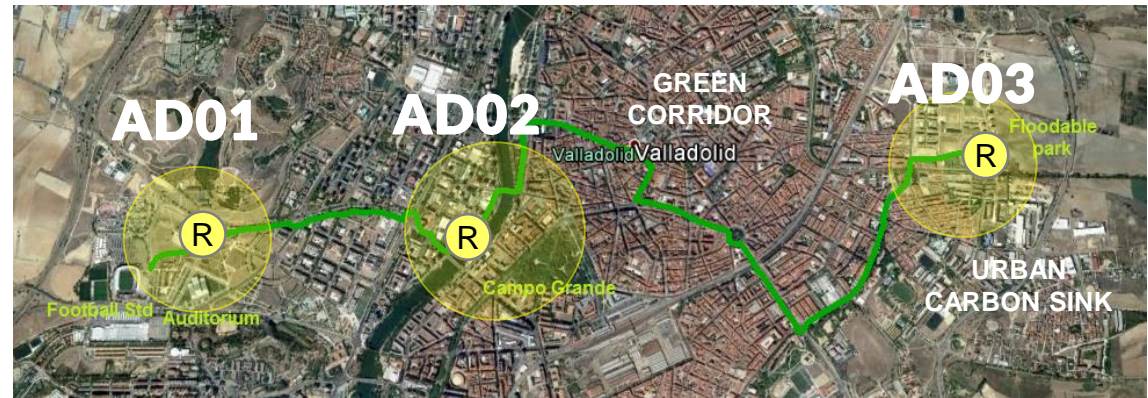 AD01
AD02
AD03
GREEN
CORRIDOR
Valladolid
Valladolid
Floodable
park
R
R
R
Campo Grande
Football Std
Auditorium
URBAN
CARBON SINK